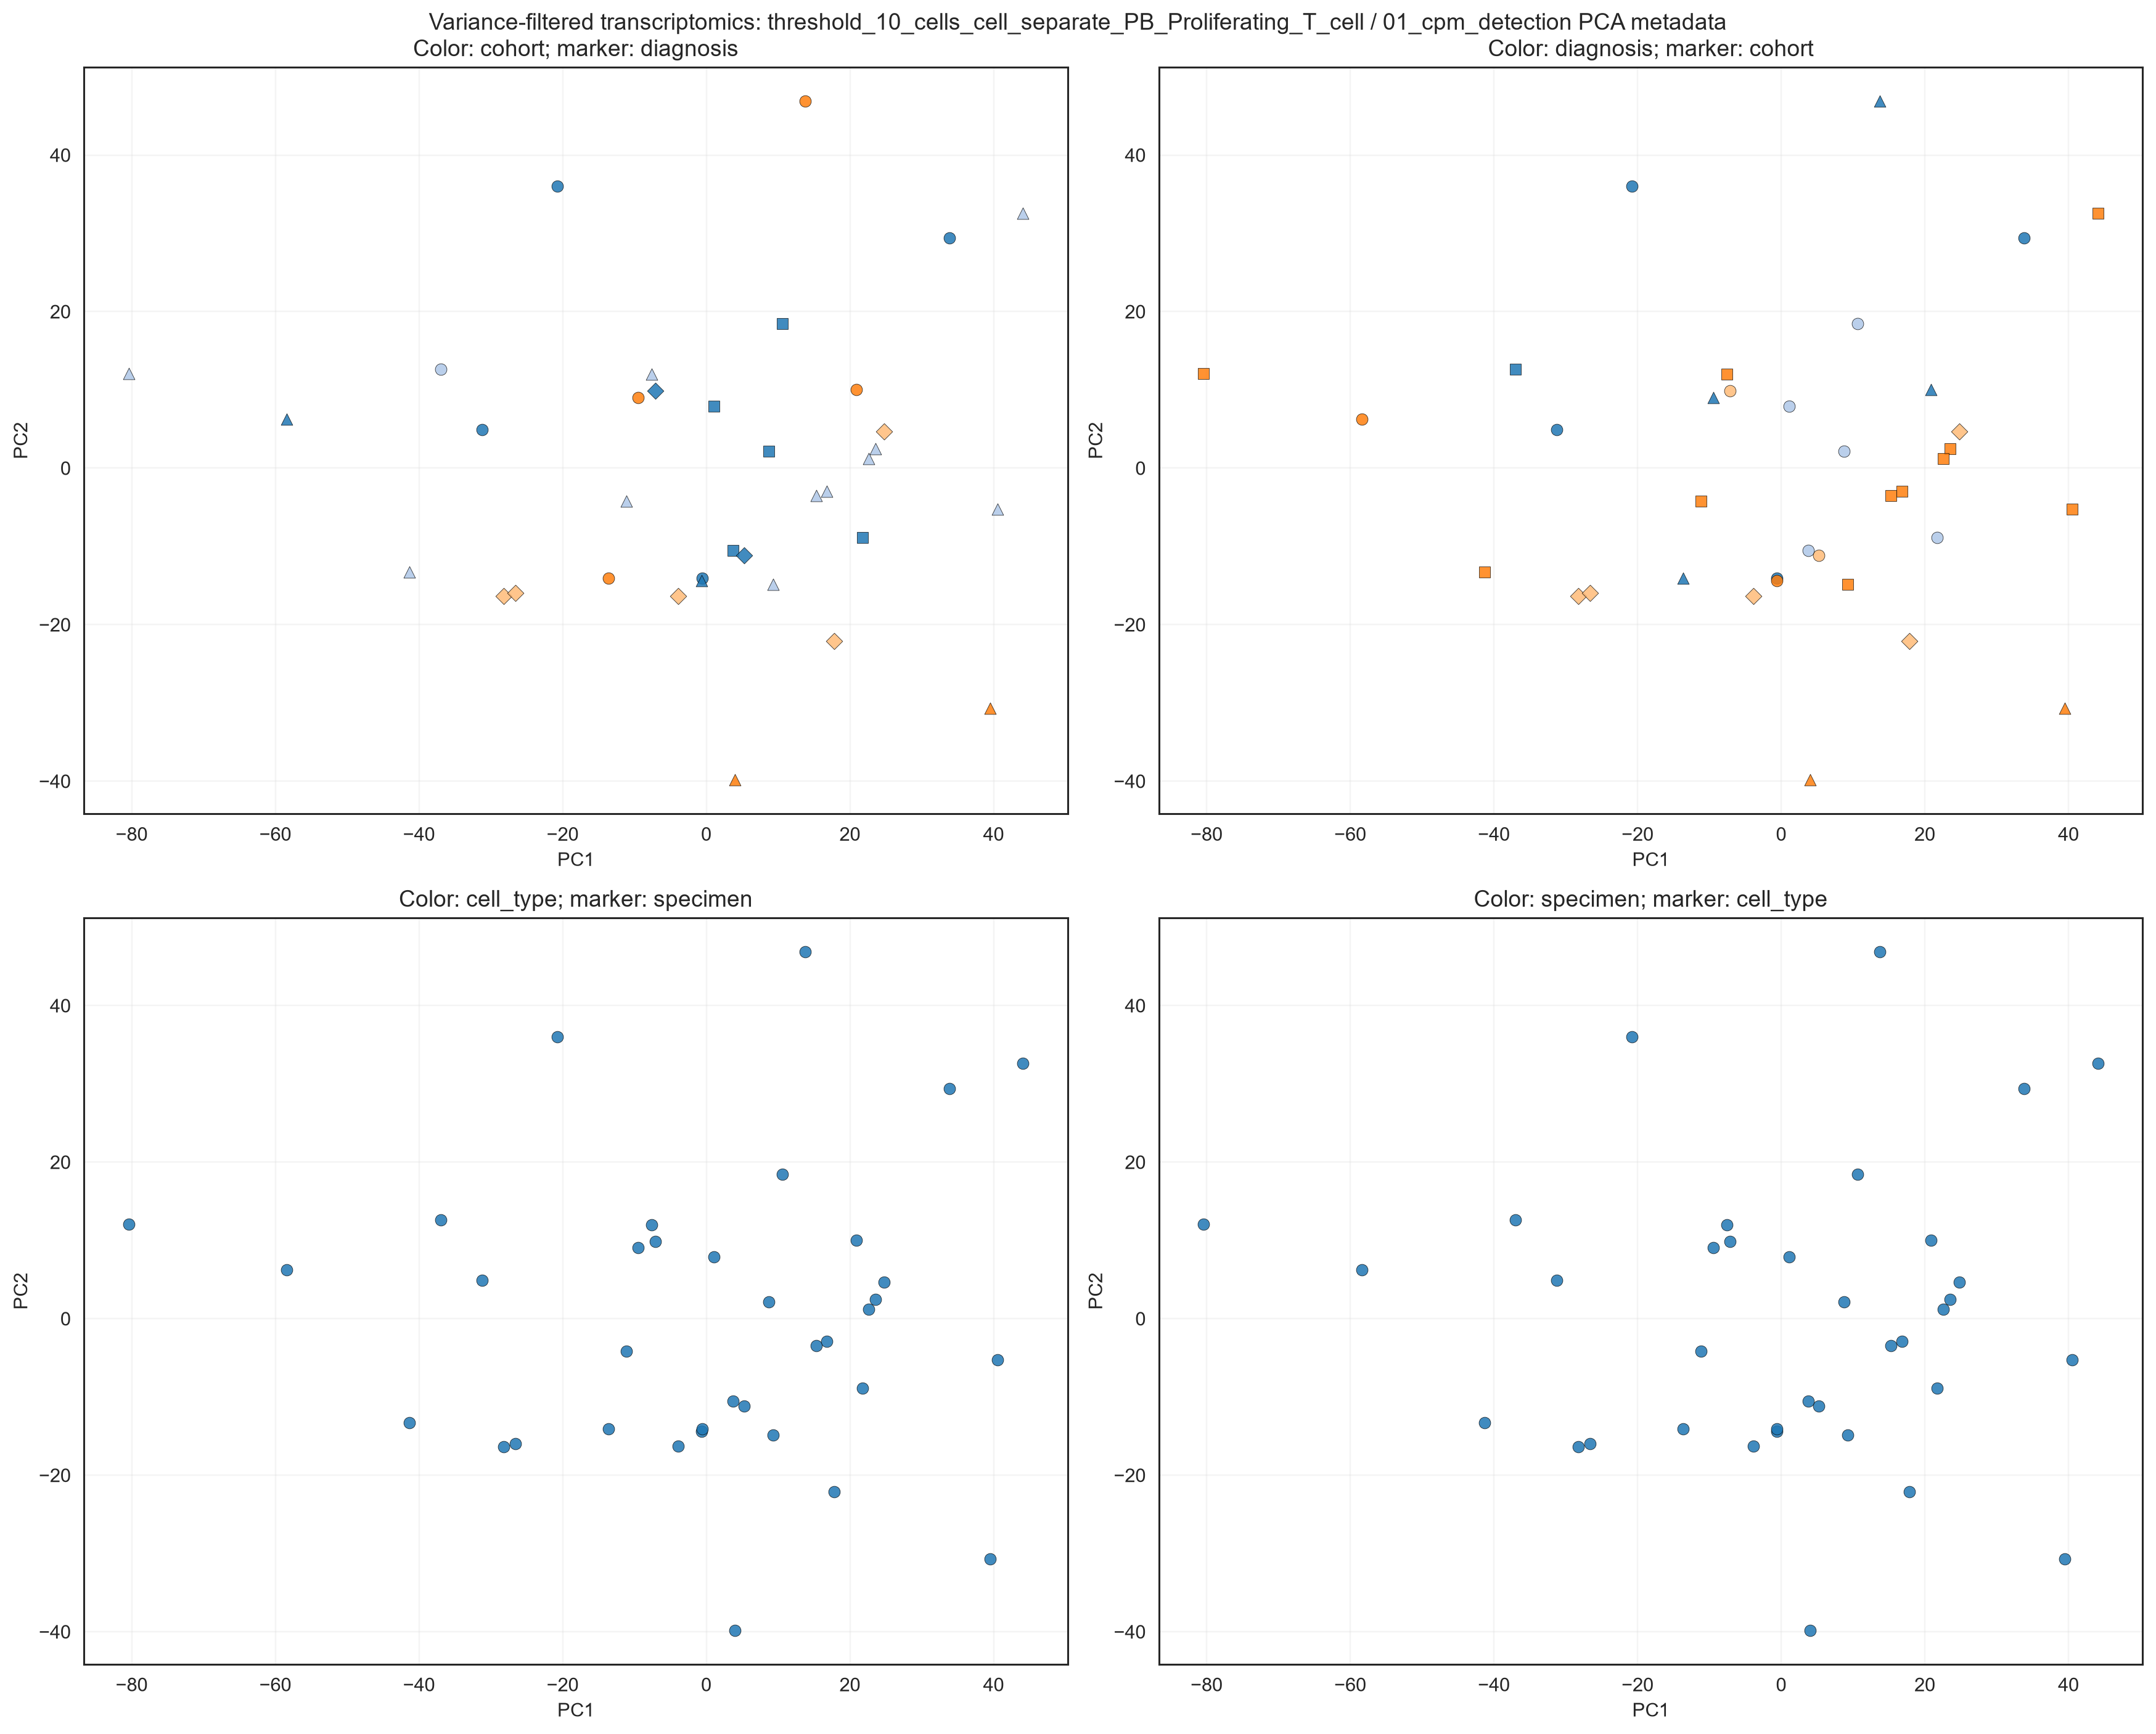 Variance-filtered transcriptomics: threshold_10_cells_cell_separate_PB_Proliferating_T_cell / 01_cpm_detection PCA metadata
Color: cohort; marker: diagnosis
40
20
0
−20
−40
PC2
−80 −60 −40 −20 0 20 40
PC1
Color: diagnosis; marker: cohort
40
20
0
−20
−40
PC2
−80 −60 −40 −20 0 20 40
PC1
Color: cell_type; marker: specimen
40
20
0
−20
−40
PC2
−80 −60 −40 −20 0 20 40
PC1
Color: specimen; marker: cell_type
40
20
0
−20
−40
PC2
−80 −60 −40 −20 0 20 40
PC1